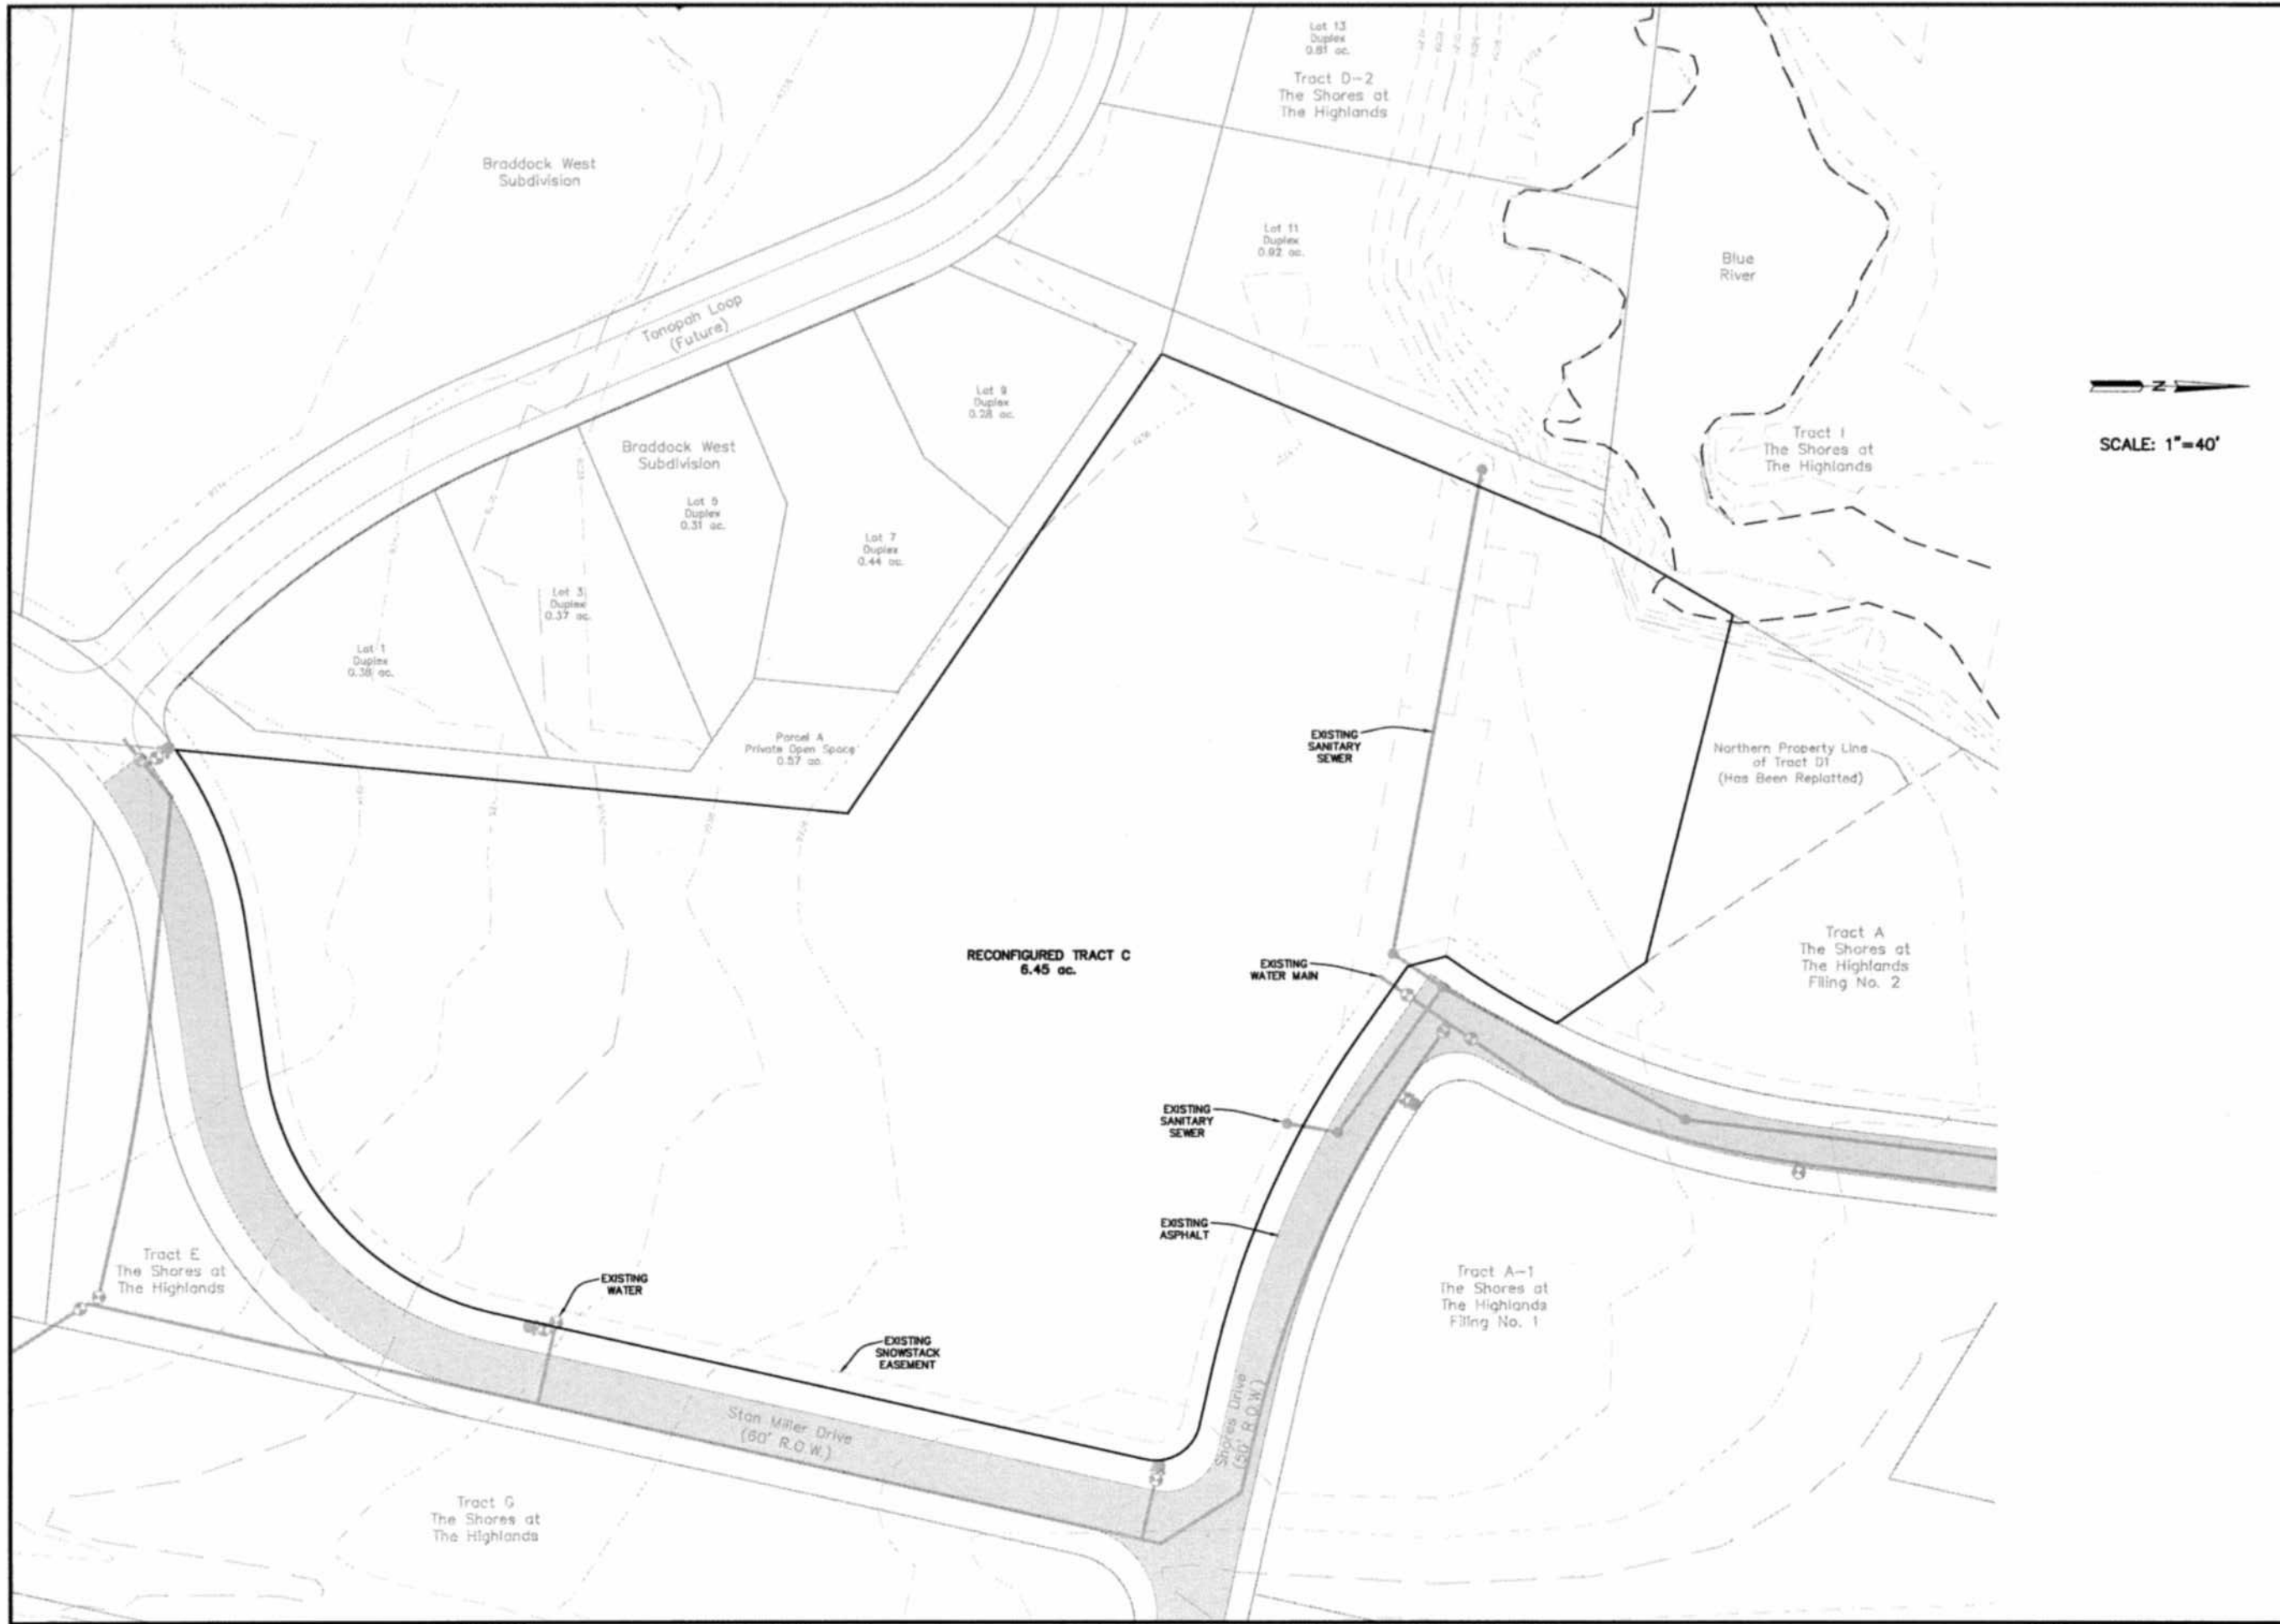 Lot 13
Duplex
0.81 ac.
Tract D-2
The Shores at
The Highlands
Braddock West
Subdivision
Lot 11
Duplex
0.92 ac.
Blue
River
Tonopah Loop
(Future)
N
SCALE: 1"=40'
Lot 9
Duplex
0.28 ac.
Tract I
The Shores at
The Highlands
Braddock West
Subdivision
Lot 5
Duplex
0.31 ac.
Lot 7
Duplex
0.44 ac.
Lot 3
Duplex
0.37 ac.
Lot 1
Duplex
0.38 ac.
Parcel A
Private Open Space
0.57 ac.
EXISTING
SANITARY
SEWER
Northern Property Line
of Tract D1
(Has Been Replatted)
RECONFIGURED TRACT C
6.45 ac.
EXISTING
WATER MAIN
Tract A
The Shores at
The Highlands
Filing No. 2
EXISTING
SANITARY
SEWER
EXISTING
ASPHALT
Tract E
The Shores at
The Highlands
EXISTING
WATER
Tract A-1
The Shores at
The Highlands
Filing No. 1
EXISTING
SNOWSTACK
EASEMENT
Stan Miller Drive
(60' R.O.W.)
Shores Drive
(50' R.O.W.)
Tract G
The Shores at
The Highlands